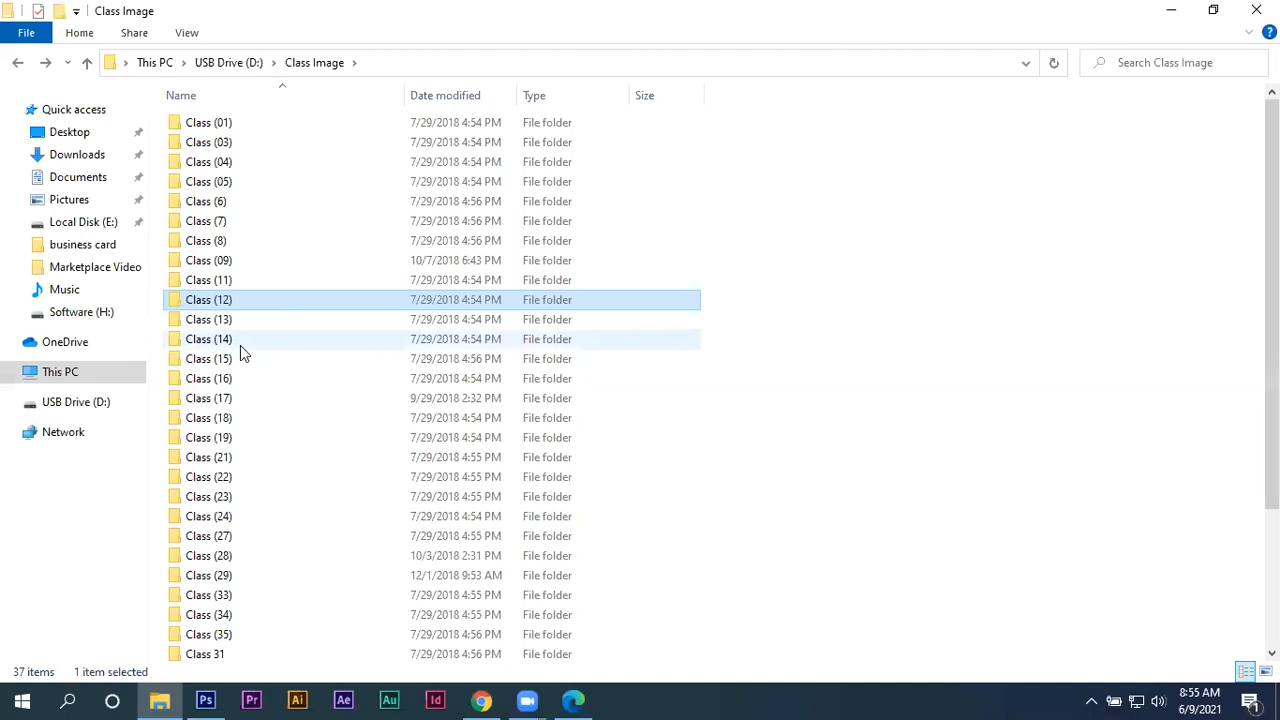 Class Image
File Home Share View
This PC USB Drive (D:) Class Image Search Class Image
Name Date modified Type Size
Quick access
Desktop
Downloads
Documents
Pictures
Local Disk (E:)
business card
Marketplace Video
Music
Software (H:)
OneDrive
This PC
USB Drive (D:)
Network
Class (01) 7/29/2018 4:54 PM File folder
Class (03) 7/29/2018 4:54 PM File folder
Class (04) 7/29/2018 4:54 PM File folder
Class (05) 7/29/2018 4:54 PM File folder
Class (6) 7/29/2018 4:56 PM File folder
Class (7) 7/29/2018 4:56 PM File folder
Class (8) 7/29/2018 4:56 PM File folder
Class (09) 10/7/2018 6:43 PM File folder
Class (11) 7/29/2018 4:54 PM File folder
Class (12) 7/29/2018 4:54 PM File folder
Class (13) 7/29/2018 4:54 PM File folder
Class (14) 7/29/2018 4:54 PM File folder
Class (15) 7/29/2018 4:56 PM File folder
Class (16) 7/29/2018 4:54 PM File folder
Class (17) 9/29/2018 2:32 PM File folder
Class (18) 7/29/2018 4:54 PM File folder
Class (19) 7/29/2018 4:54 PM File folder
Class (21) 7/29/2018 4:55 PM File folder
Class (22) 7/29/2018 4:55 PM File folder
Class (23) 7/29/2018 4:55 PM File folder
Class (24) 7/29/2018 4:54 PM File folder
Class (27) 7/29/2018 4:55 PM File folder
Class (28) 10/3/2018 2:31 PM File folder
Class (29) 12/1/2018 9:53 AM File folder
Class (33) 7/29/2018 4:55 PM File folder
Class (34) 7/29/2018 4:55 PM File folder
Class (35) 7/29/2018 4:56 PM File folder
Class 31 7/29/2018 4:56 PM File folder
37 items 1 item selected
Ps Pr Ai Ae Au Id
8:55 AM
6/9/2021
1